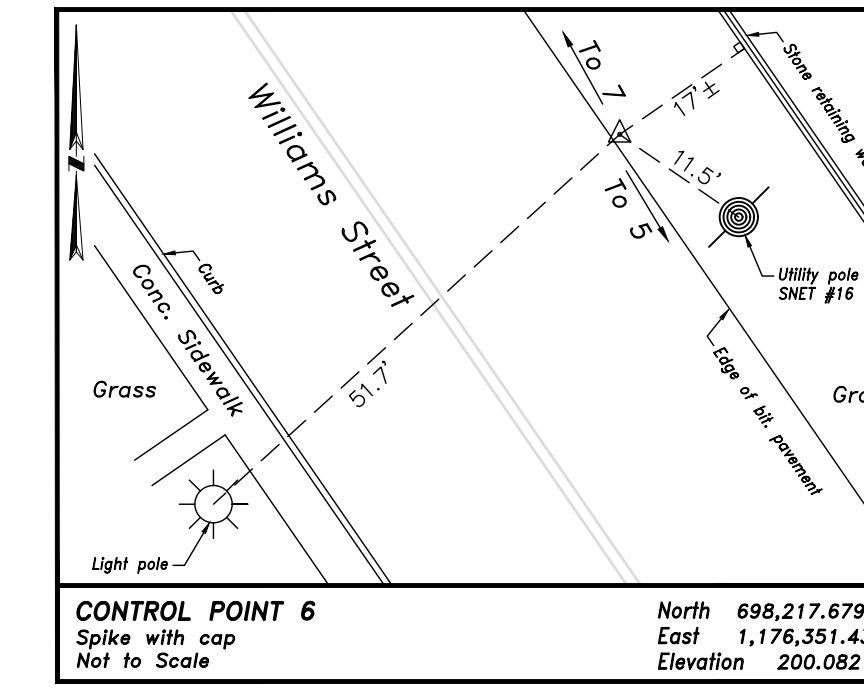 To 7
17'±
Stone retaining
11.5'
To 5
Williams Street
Utility pole
SNET #16
Curb
Conc. Sidewalk
51.7'
Grass
Edge of bit. pavement
Light pole
N
CONTROL POINT 6
Spike with cap
Not to Scale
North 698,217.679
East 1,176,351.43
Elevation 200.082